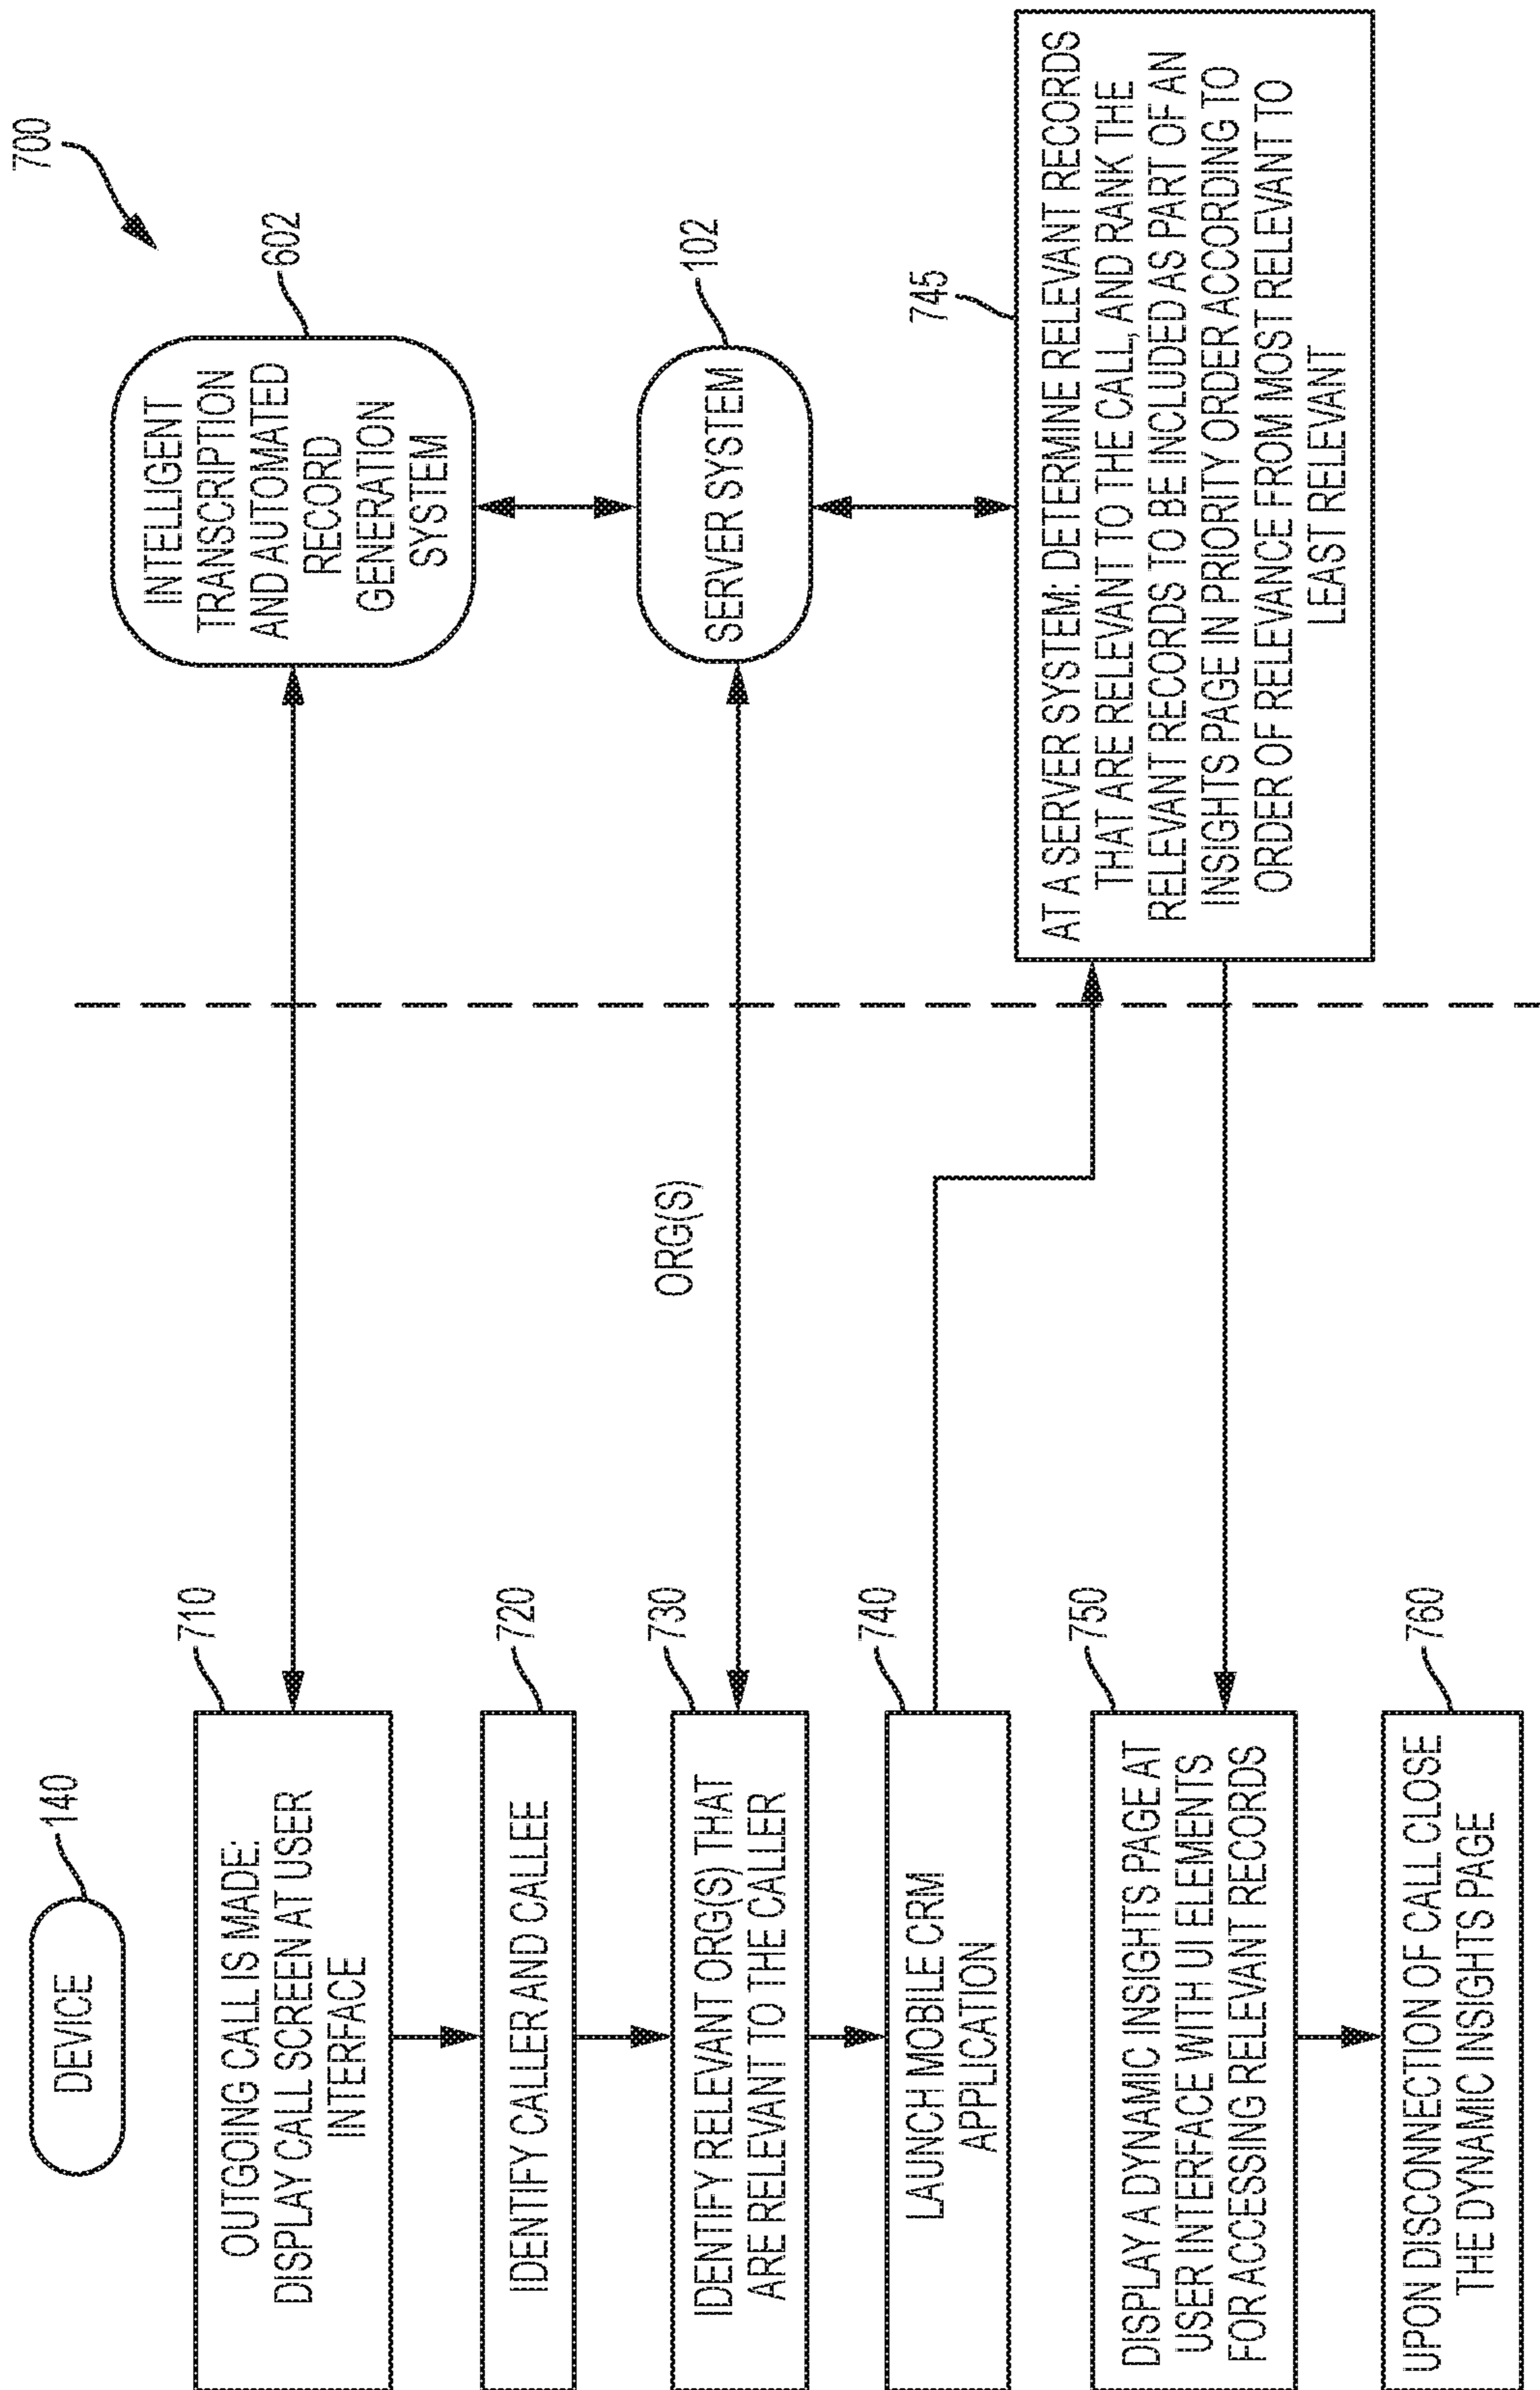 700
DEVICE
140
INTELLIGENT
TRANSCRIPTION
AND AUTOMATED
RECORD
GENERATION
SYSTEM
602
710
OUTGOING CALL IS MADE:
DISPLAY CALL SCREEN AT USER
INTERFACE
720
IDENTIFY CALLER AND CALLEE
730
IDENTIFY RELEVANT ORG(S) THAT
ARE RELEVANT TO THE CALLER
ORG(S)
SERVER SYSTEM
102
740
LAUNCH MOBILE CRM
APPLICATION
745
AT A SERVER SYSTEM: DETERMINE RELEVANT RECORDS
THAT ARE RELEVANT TO THE CALL, AND RANK THE
RELEVANT RECORDS TO BE INCLUDED AS PART OF AN
INSIGHTS PAGE IN PRIORITY ORDER ACCORDING TO
ORDER OF RELEVANCE FROM MOST RELEVANT TO
LEAST RELEVANT
750
DISPLAY A DYNAMIC INSIGHTS PAGE AT
USER INTERFACE WITH UI ELEMENTS
FOR ACCESSING RELEVANT RECORDS
760
UPON DISCONNECTION OF CALL CLOSE
THE DYNAMIC INSIGHTS PAGE